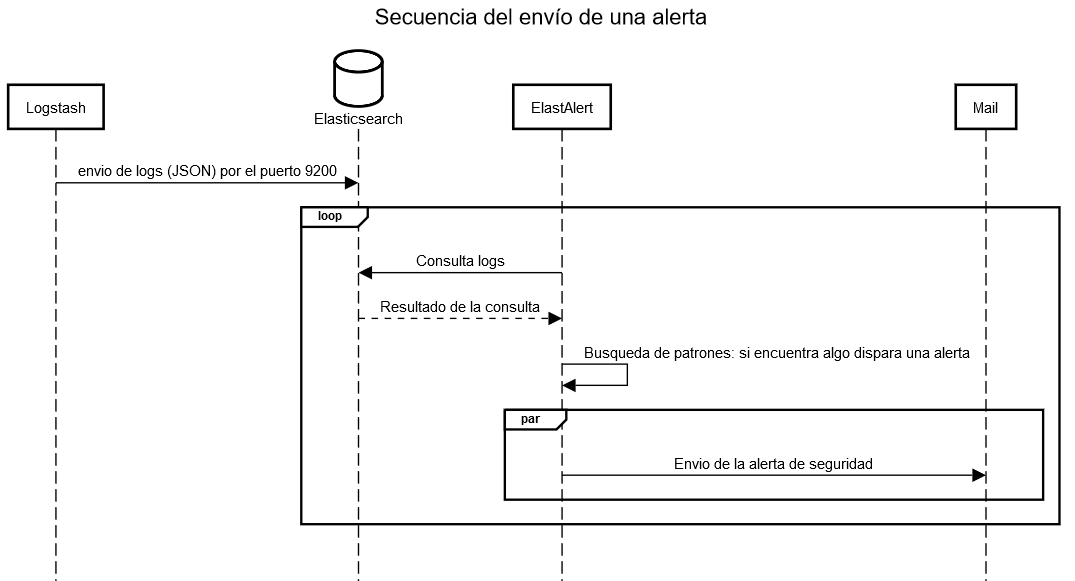 Secuencia del envío de una alerta
Logstash
Elasticsearch
ElastAlert
Mail
envio de logs (JSON) por el puerto 9200
loop
Consulta logs
Resultado de la consulta
Busqueda de patrones: si encuentra algo dispara una alerta
par
Envio de la alerta de seguridad